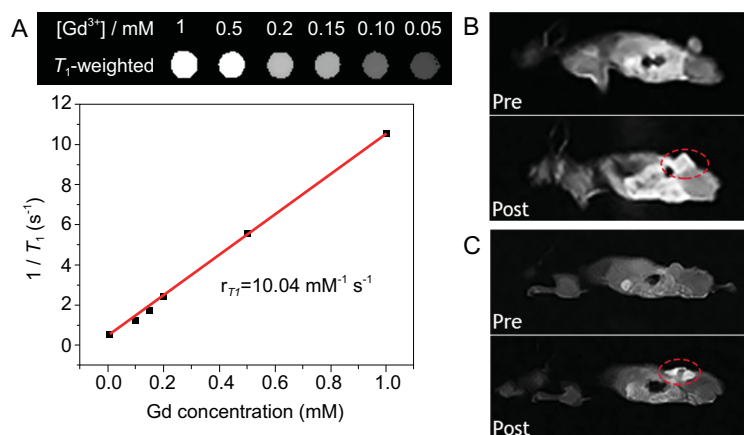 A
[Gd³⁺] / mM 1 0.5 0.2 0.15 0.1 0.05
T₁-weighted
12
10
8
6
4
2
0
1 / T₁ (s⁻¹)
r_T1=10.04 mM⁻¹ s⁻¹
0.0 0.2 0.4 0.6 0.8 1.0
Gd concentration (mM)
B
Pre
Post
C
Pre
Post